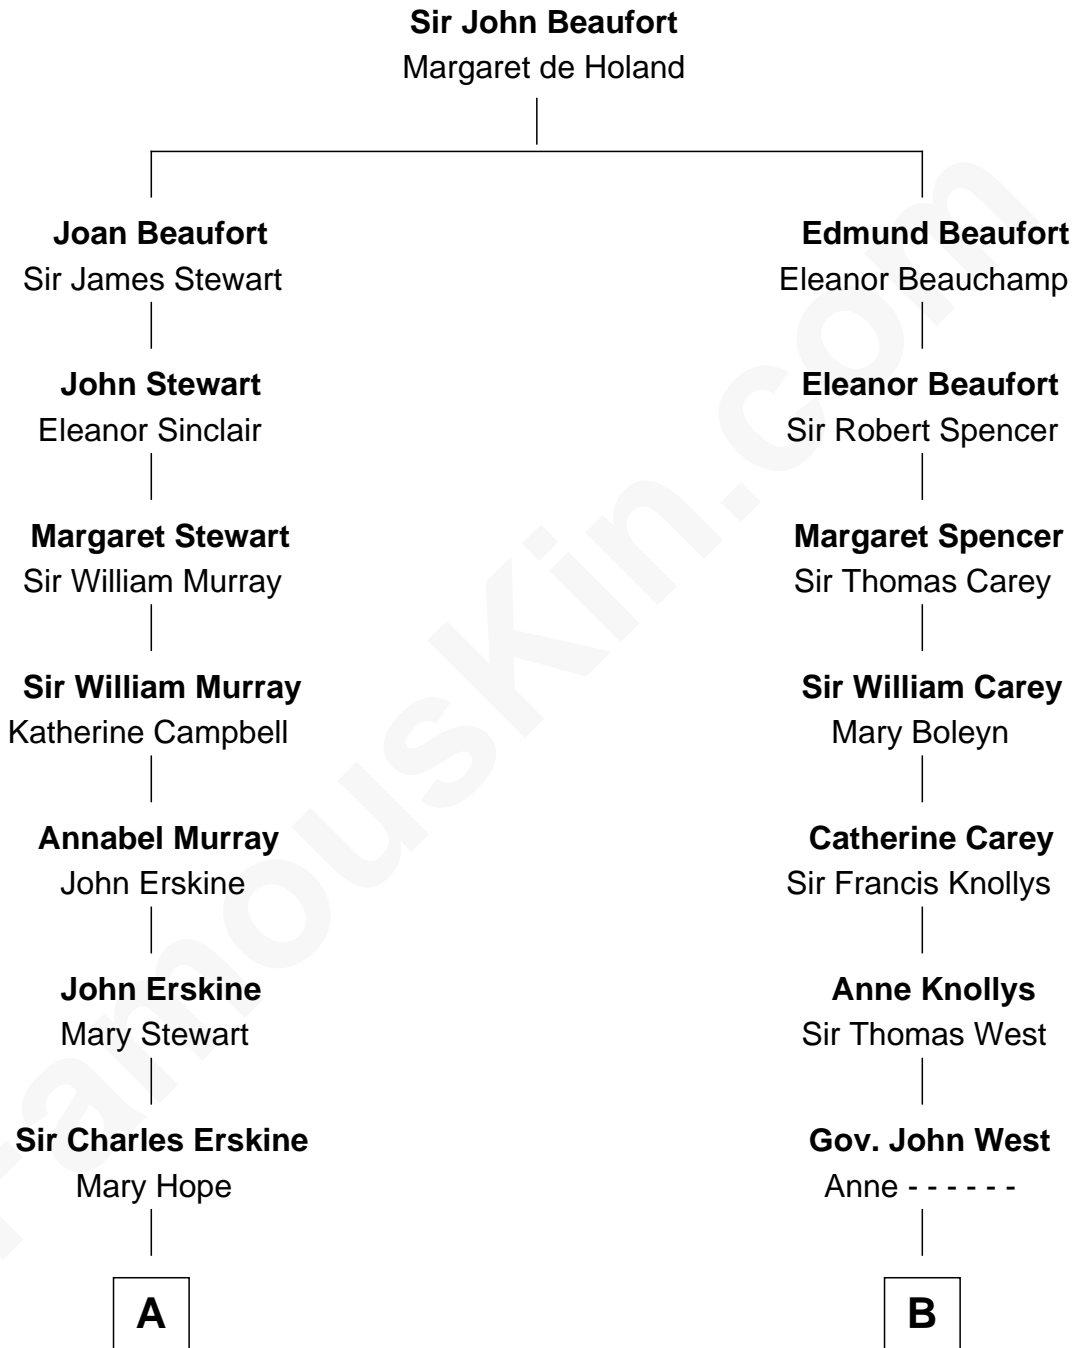 Sir John Beaufort
Margaret de Holand
Joan Beaufort
Sir James Stewart
John Stewart
Eleanor Sinclair
Margaret Stewart
Sir William Murray
Sir William Murray
Katherine Campbell
Annabel Murray
John Erskine
John Erskine
Mary Stewart
Sir Charles Erskine
Mary Hope
A
Edmund Beaufort
Eleanor Beauchamp
Eleanor Beaufort
Sir Robert Spencer
Margaret Spencer
Sir Thomas Carey
Sir William Carey
Mary Boleyn
Catherine Carey
Sir Francis Knollys
Anne Knollys
Sir Thomas West
Gov. John West
Anne - - - - - -
B
FamousKin.com